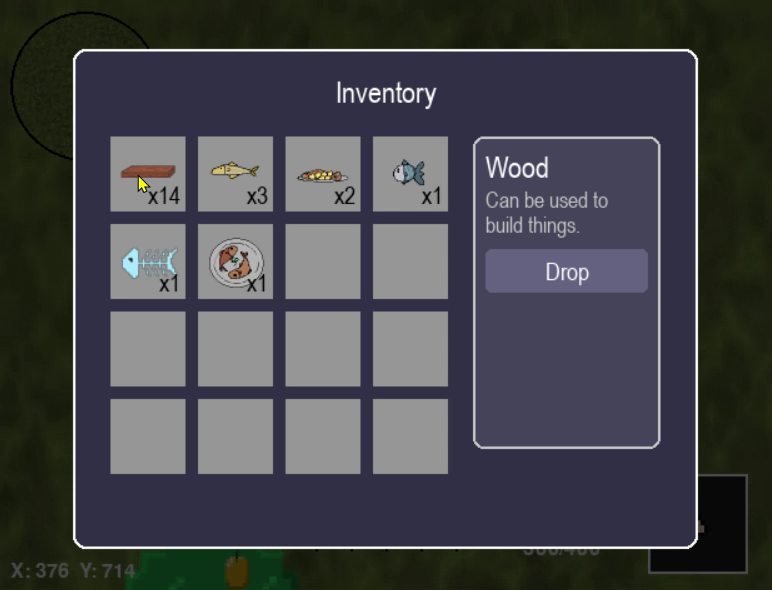 Inventory
x14
x3
x2
x1
x1
x1
Wood
Can be used to
build things.
Drop
X: 376 Y: 714